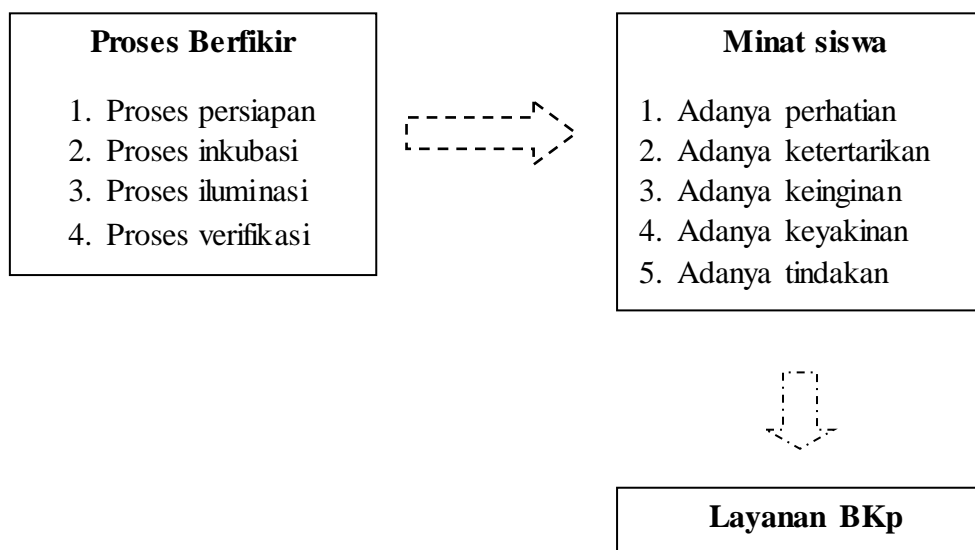 Proses Berfikir
1. Proses persiapan
2. Proses inkubasi
3. Proses iluminasi
4. Proses verifikasi
Minat siswa
1. Adanya perhatian
2. Adanya ketertarikan
3. Adanya keinginan
4. Adanya keyakinan
5. Adanya tindakan
Layanan BKp